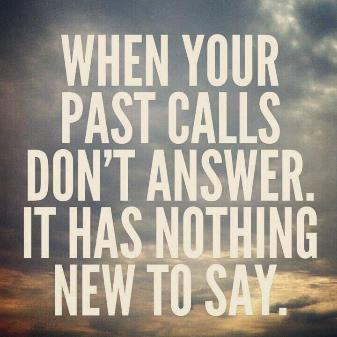 WHEN YOUR
PAST CALLS
DON'T ANSWER.
IT HAS NOTHING
NEW TO SAY.